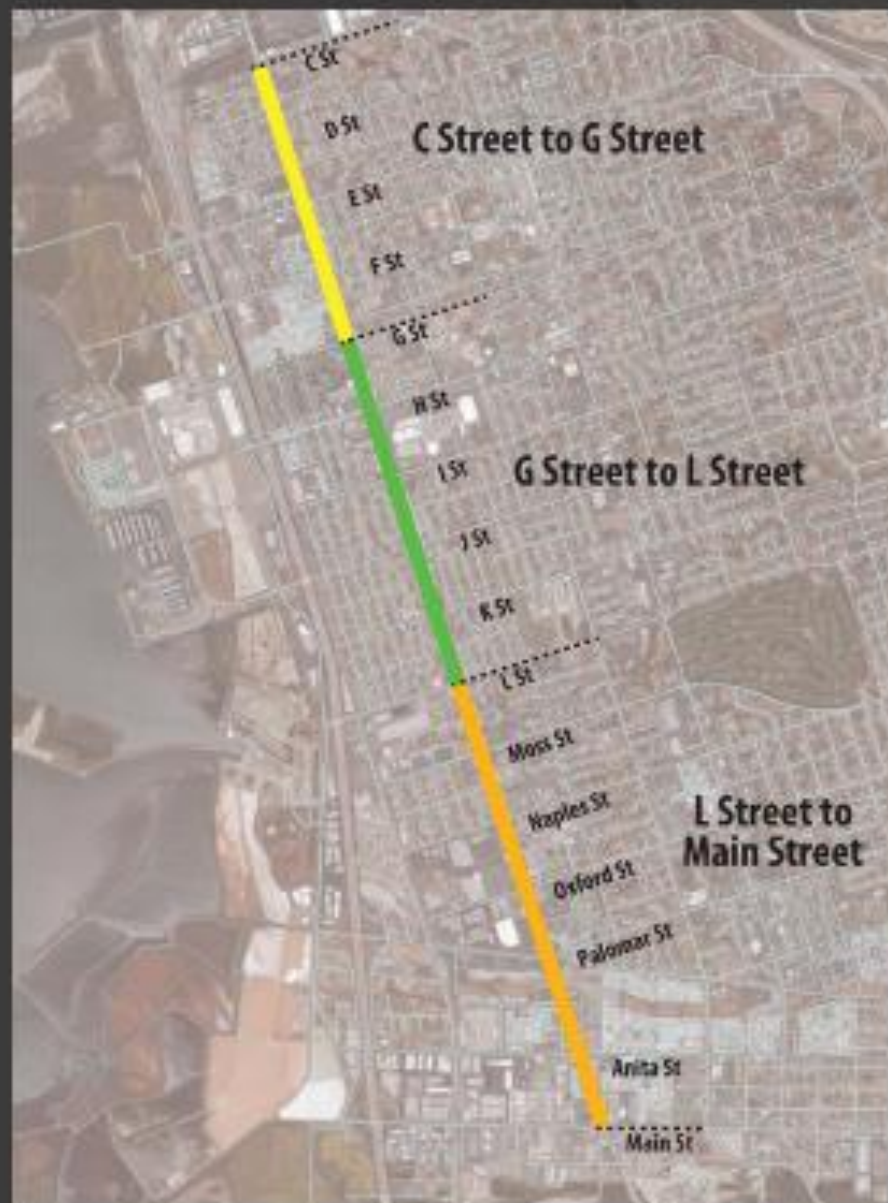 C St
D St
C Street to G Street
E St
F St
G St
H St
I St
G Street to L Street
J St
K St
L St
Moss St
Naples St
L Street to
Main Street
Oxford St
Palomar St
Anita St
Main St